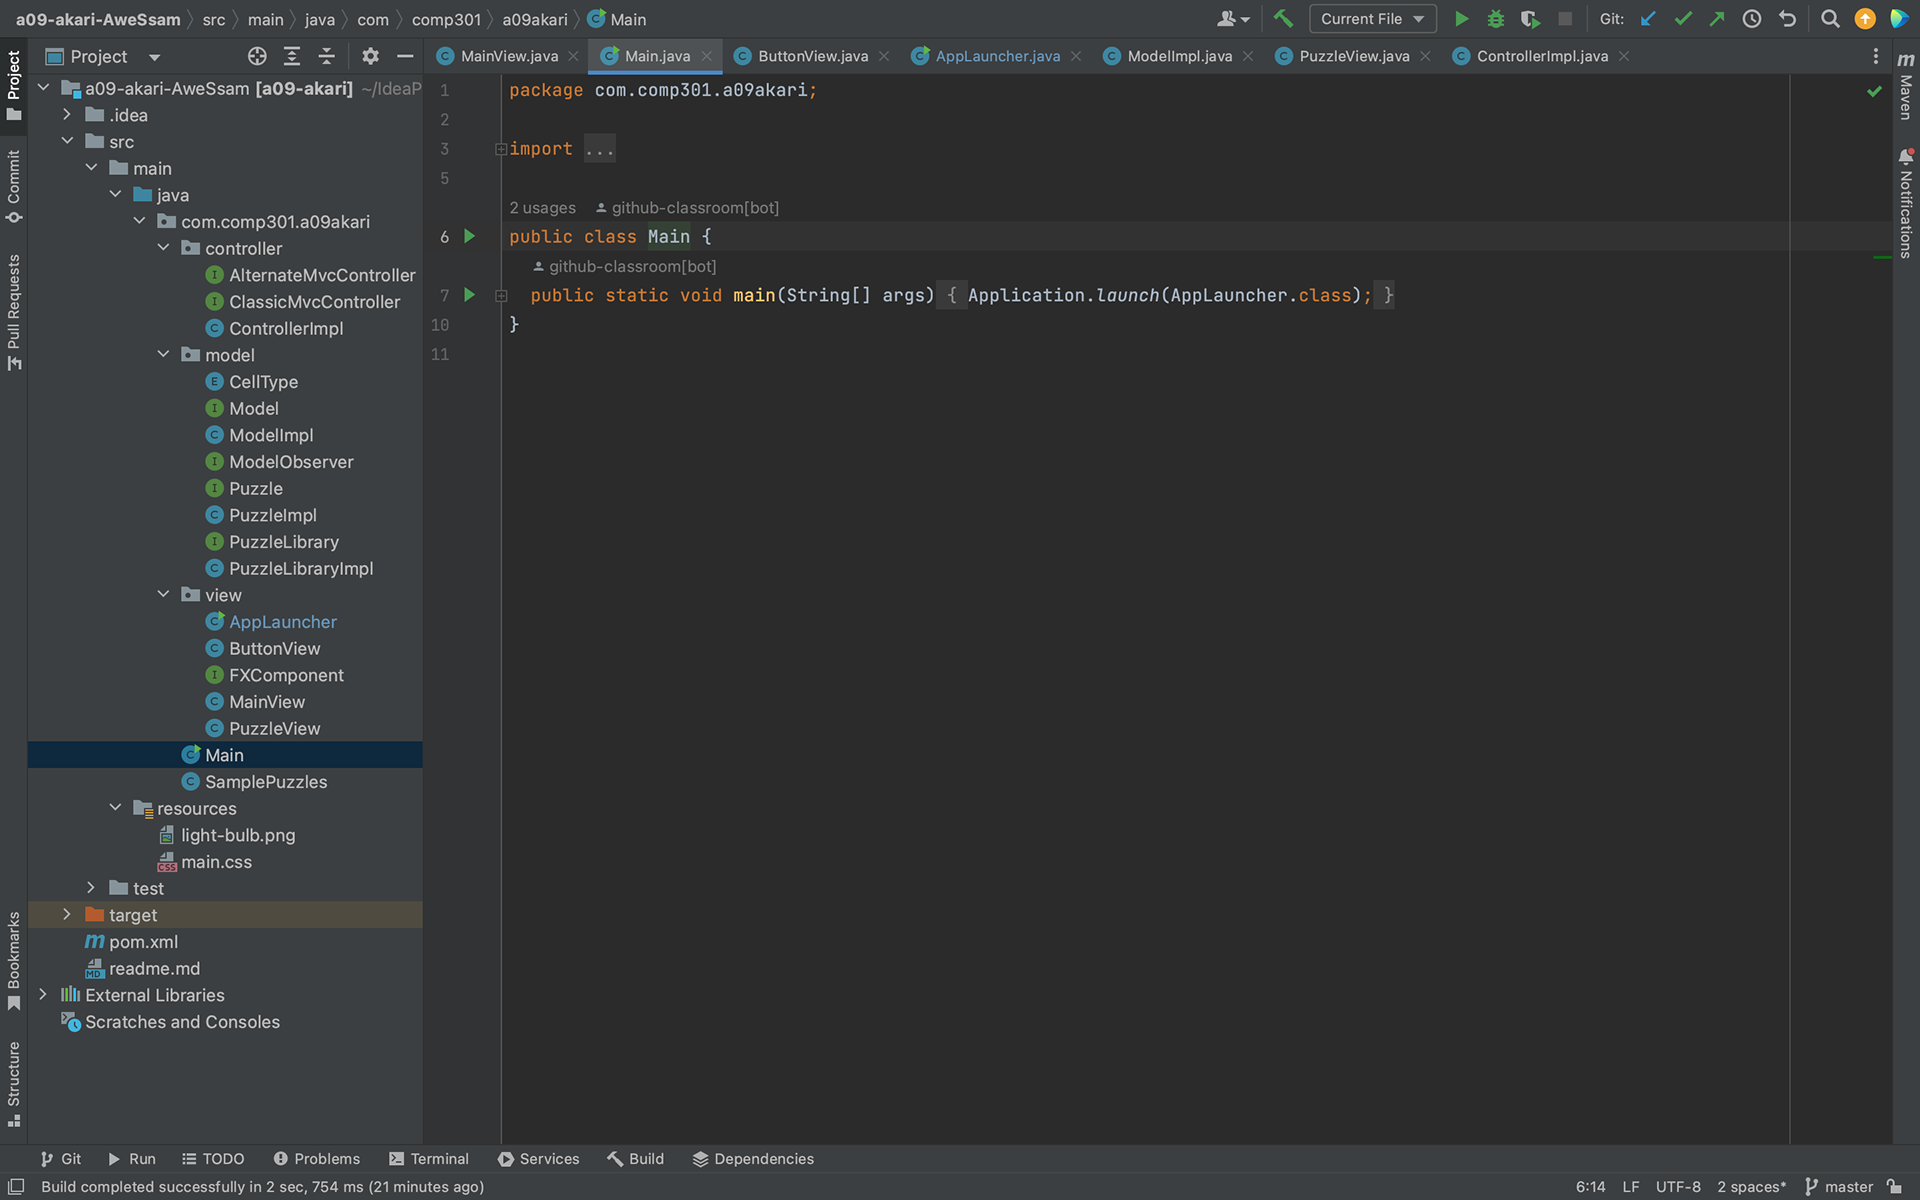 a09-akari-AweSsam 〉 src 〉 main 〉 java 〉 com 〉 comp301 〉 a09akari 〉 Main
Current File
Git:
Project
MainView.java
Main.java
ButtonView.java
AppLauncher.java
ModelImpl.java
PuzzleView.java
ControllerImpl.java
Project
Commit
Pull Requests
Bookmarks
Structure
a09-akari-AweSsam [a09-akari] ~/IdeaP
.idea
src
main
java
com.comp301.a09akari
controller
AlternateMvcController
ClassicMvcController
ControllerImpl
model
CellType
Model
ModelImpl
ModelObserver
Puzzle
PuzzleImpl
PuzzleLibrary
PuzzleLibraryImpl
view
AppLauncher
ButtonView
FXComponent
MainView
PuzzleView
Main
SamplePuzzles
resources
light-bulb.png
main.css
test
target
pom.xml
readme.md
External Libraries
Scratches and Consoles
1 package com.comp301.a09akari;
2
3 import ...
5
2 usages github-classroom[bot]
6 public class Main {
github-classroom[bot]
7 public static void main(String[] args) { Application.launch(AppLauncher.class); }
10 }
11
Maven
Notifications
Git Run TODO Problems Terminal Services Build Dependencies
Build completed successfully in 2 sec, 754 ms (21 minutes ago)
6:14 LF UTF-8 2 spaces* master